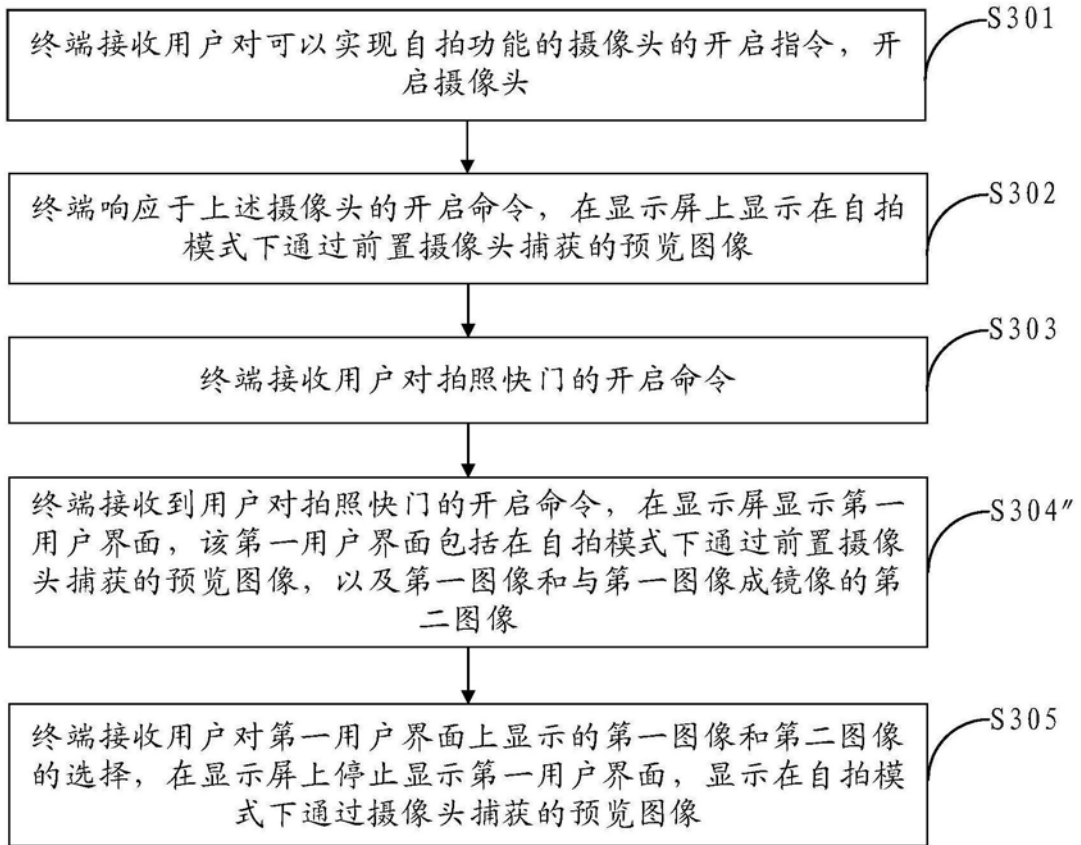 S301
终端接收用户对可以实现自拍功能的摄像头的开启指令，开
启摄像头
S302
终端响应于上述摄像头的开启命令，在显示屏上显示在自拍
模式下通过前置摄像头捕获的预览图像
S303
终端接收用户对拍照快门的开启命令
S304″
终端接收到用户对拍照快门的开启命令，在显示屏显示第一
用户界面，该第一用户界面包括在自拍模式下通过前置摄像
头捕获的预览图像，以及第一图像和与第一图像成镜像的第
二图像
S305
终端接收用户对第一用户界面上显示的第一图像和第二图像
的选择，在显示屏上停止显示第一用户界面，显示在自拍模
式下通过摄像头捕获的预览图像